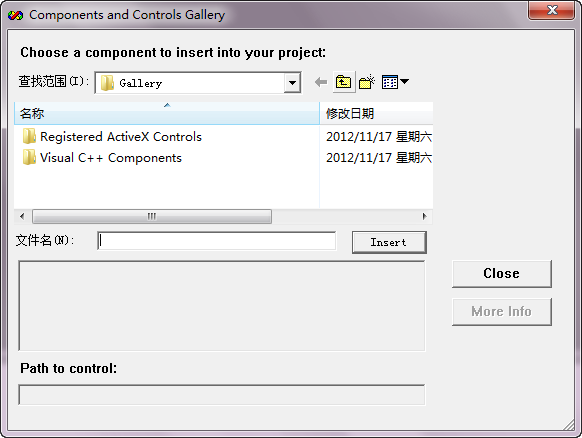 Components and Controls Gallery
Choose a component to insert into your project:
查找范围(I): Gallery
名称 修改日期
Registered ActiveX Controls 2012/11/17 星期六
Visual C++ Components 2012/11/17 星期六
文件名(N): Insert
Close
More Info
Path to control: